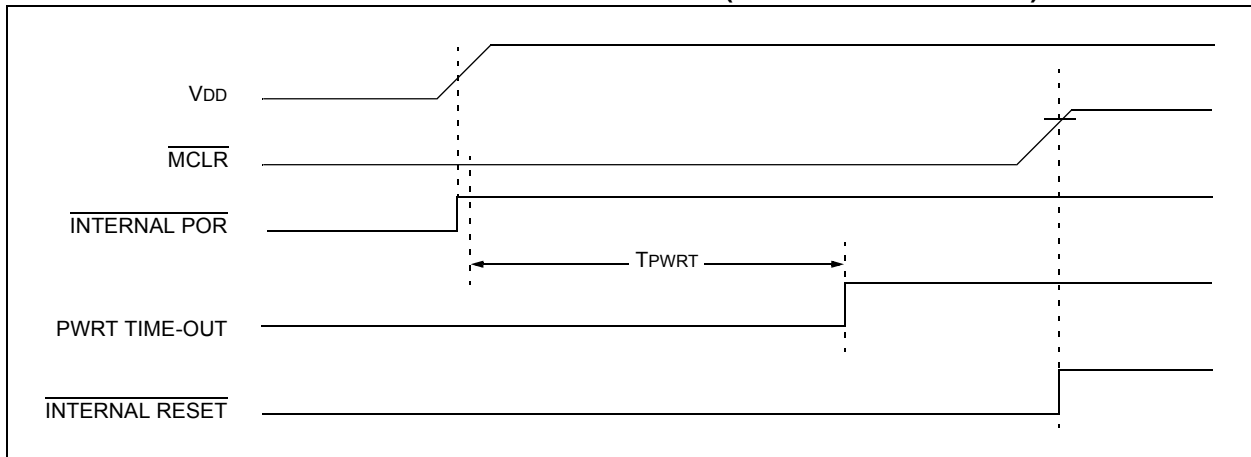 VDD
MCLR
INTERNAL POR
TPWRT
PWRT TIME-OUT
INTERNAL RESET